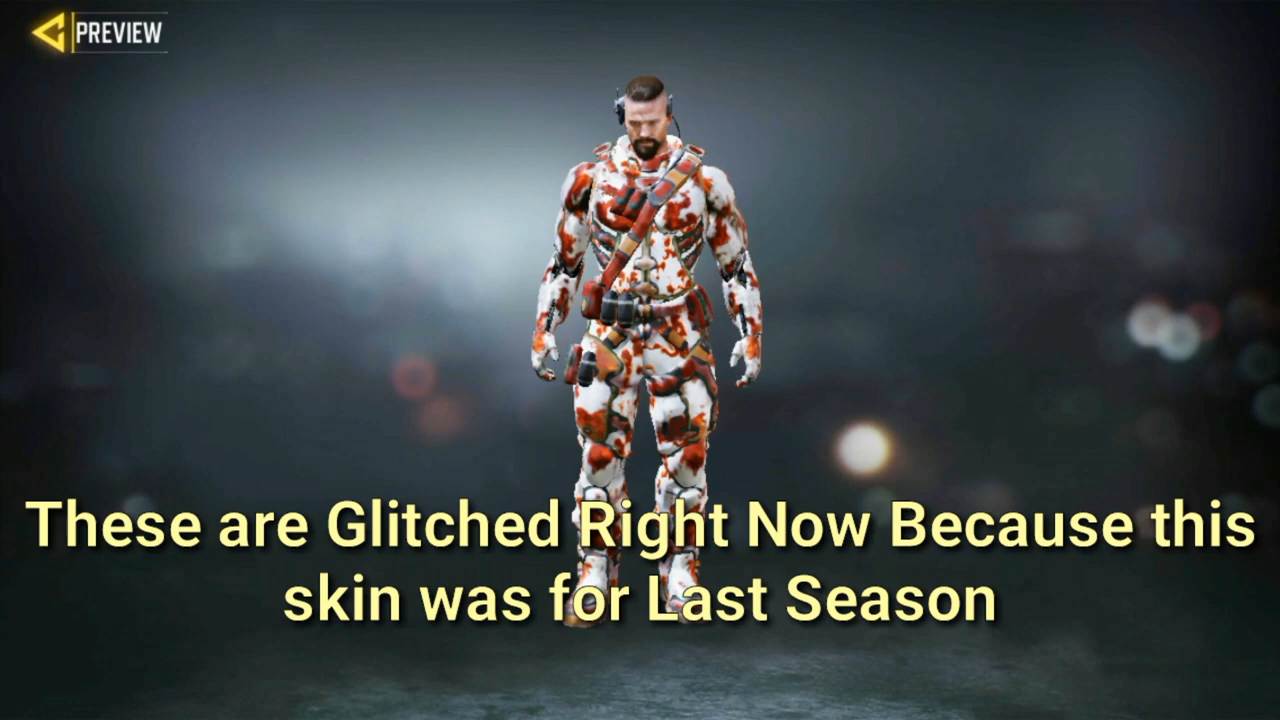 PREVIEW
These are Glitched Right Now Because this
skin was for Last Season